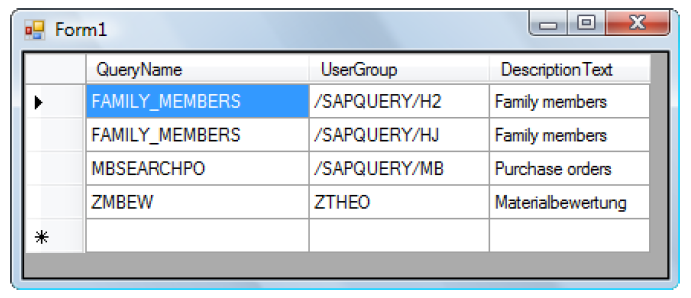 Form1
QueryName UserGroup DescriptionText
FAMILY_MEMBERS /SAPQUERY/H2 Family members
FAMILY_MEMBERS /SAPQUERY/HJ Family members
MBSEARCHPO /SAPQUERY/MB Purchase orders
ZMBEW ZTHEO Materialbewertung